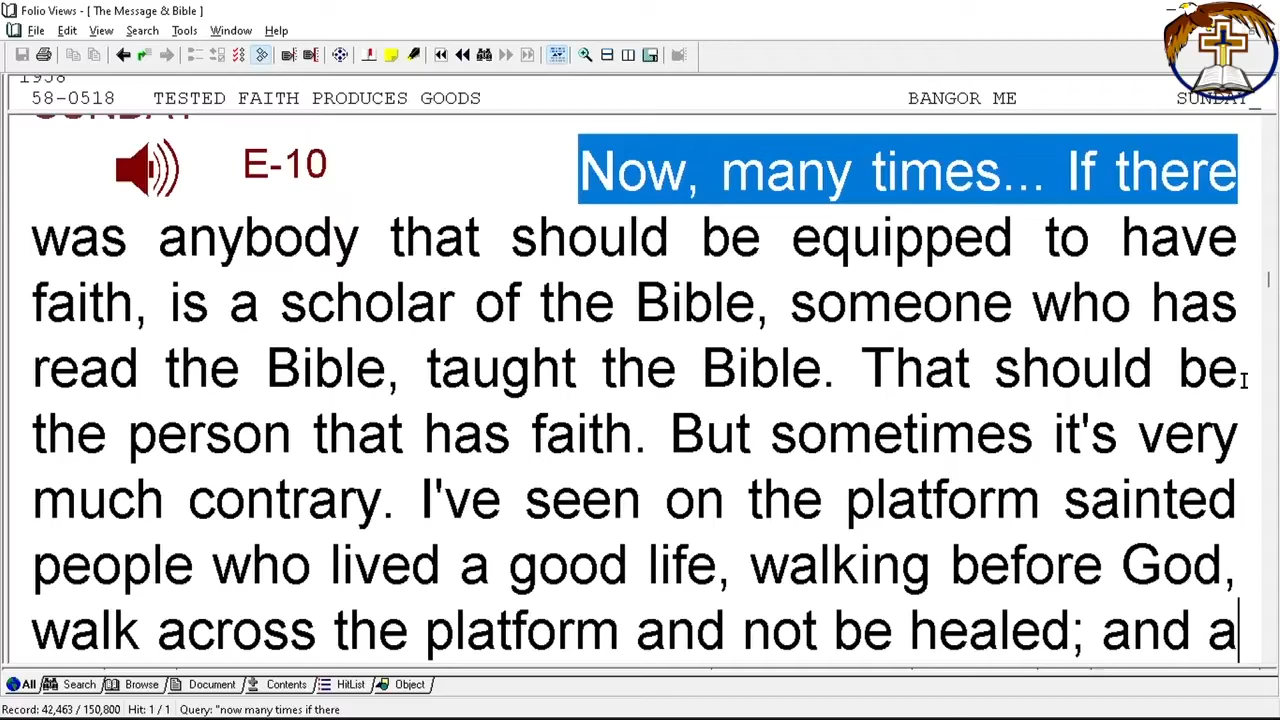 Folio Views - [ The Message & Bible ]
File Edit View Search Tools Window Help
1958
58-0518 TESTED FAITH PRODUCES GOODS BANGOR ME SUNDAY
SUNDAY
E-10 Now, many times... If there
was anybody that should be equipped to have
faith, is a scholar of the Bible, someone who has
read the Bible, taught the Bible. That should be
the person that has faith. But sometimes it's very
much contrary. I've seen on the platform sainted
people who lived a good life, walking before God,
walk across the platform and not be healed; and a
All Search Browse Document Contents HitList Object
Record: 42,463 / 150,800 Hit: 1 / 1 Query: "now many times if there